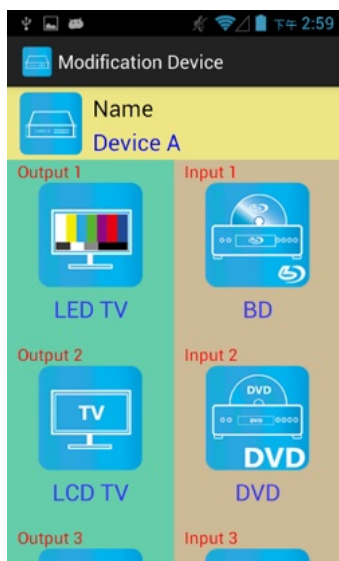 下午 2:59
Modification Device
Name
Device A
Output 1
Input 1
LED TV
BD
Output 2
Input 2
TV
DVD
DVD
DVD
LCD TV
DVD
Output 3
Input 3